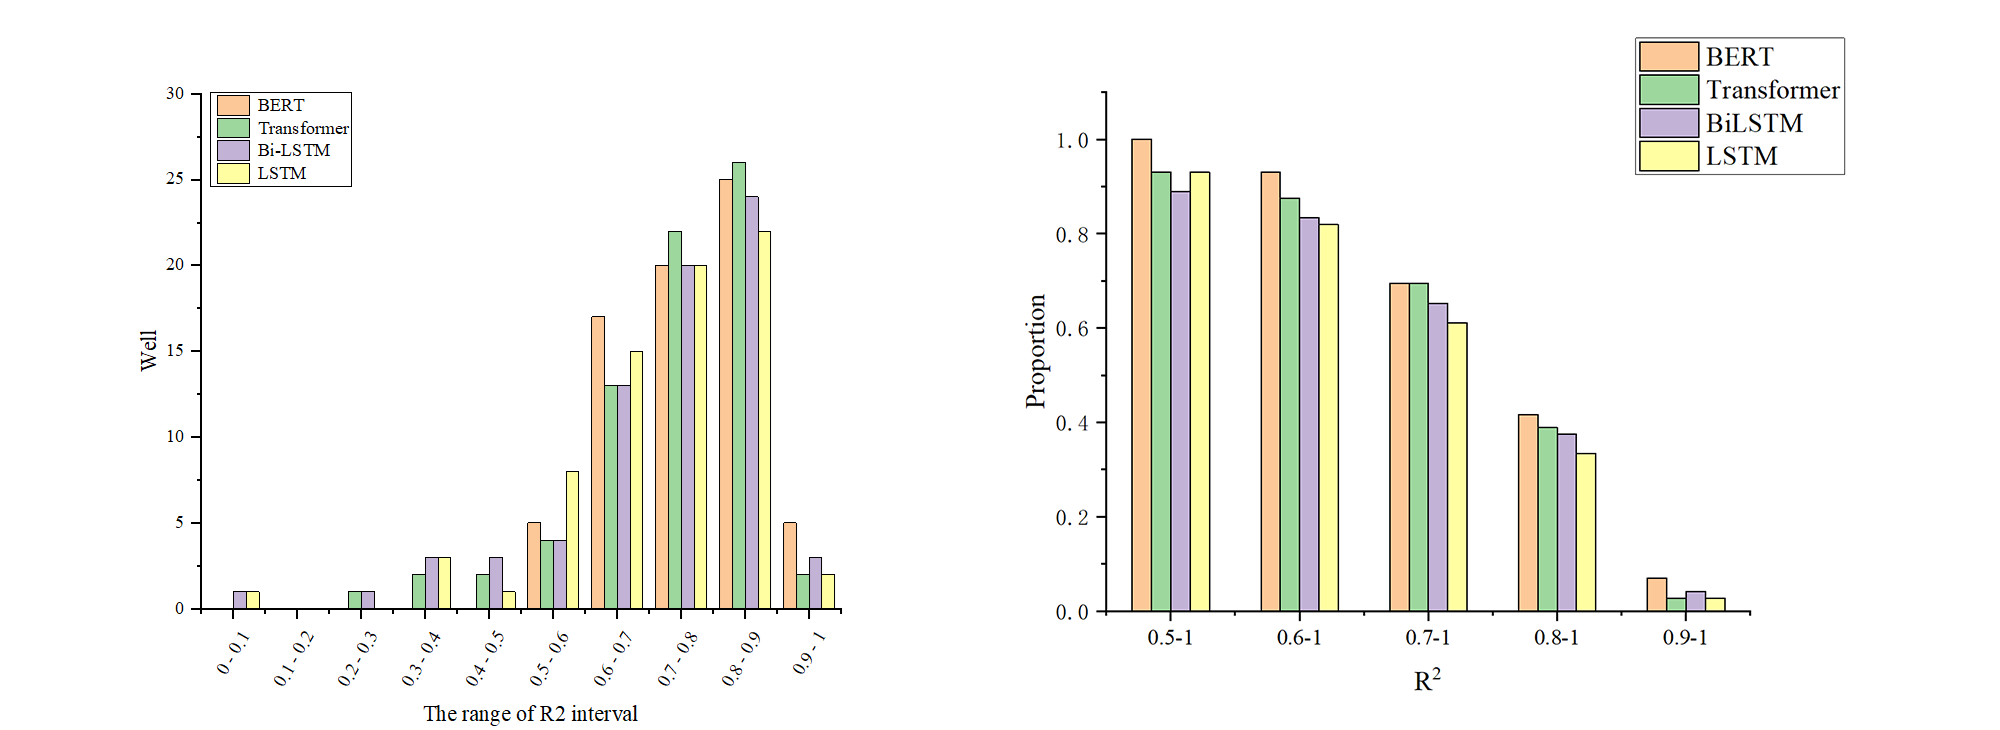 30
25
20
15
10
5
0
Well
BERT
Transformer
Bi-LSTM
LSTM
0 - 0.1
0.1 - 0.2
0.2 - 0.3
0.3 - 0.4
0.4 - 0.5
0.5 - 0.6
0.6 - 0.7
0.7 - 0.8
0.8 - 0.9
0.9 - 1
The range of R2 interval
BERT
Transformer
BiLSTM
LSTM
1.0
0.8
0.6
0.4
0.2
0.0
Proportion
0.5-1
0.6-1
0.7-1
0.8-1
0.9-1
R²